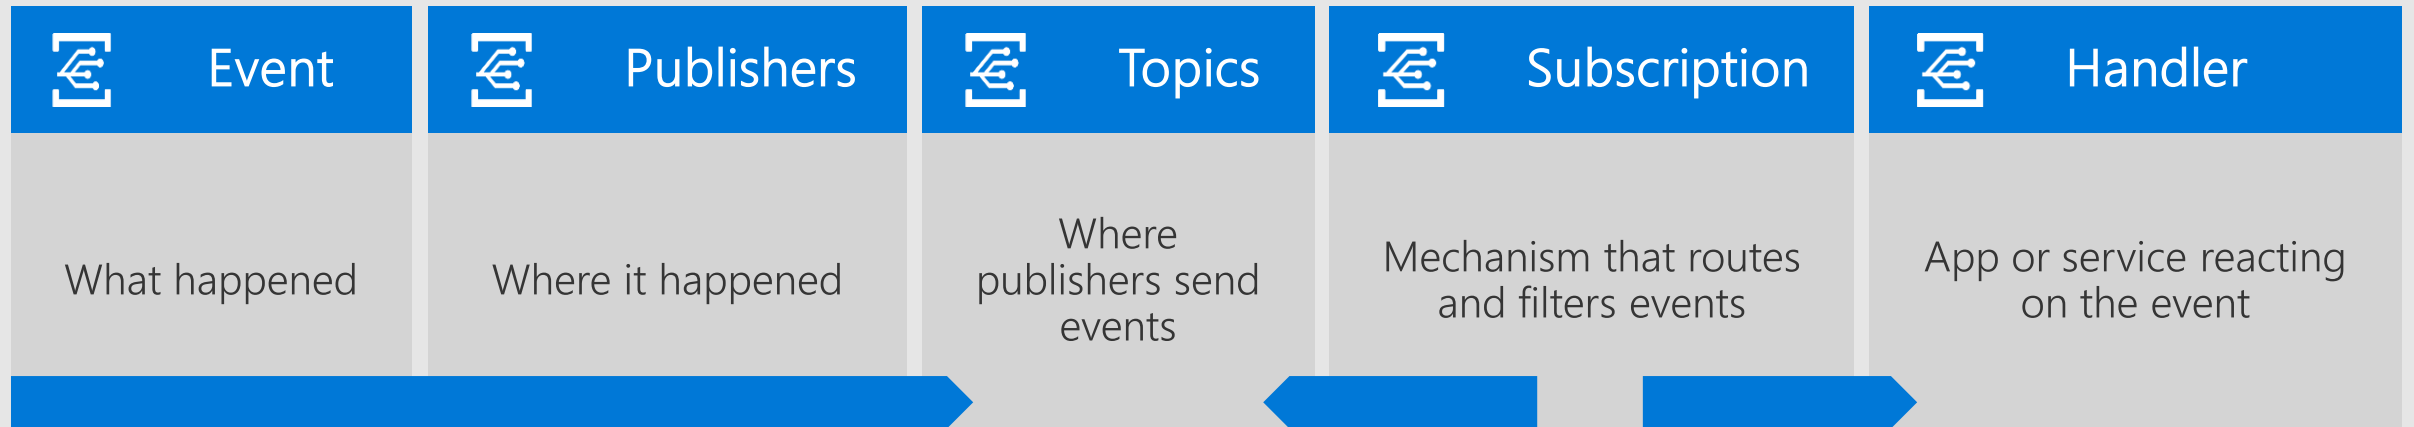 Event
What happened
Publishers
Where it happened
Topics
Where
publishers send
events
Subscription
Mechanism that routes
and filters events
Handler
App or service reacting
on the event